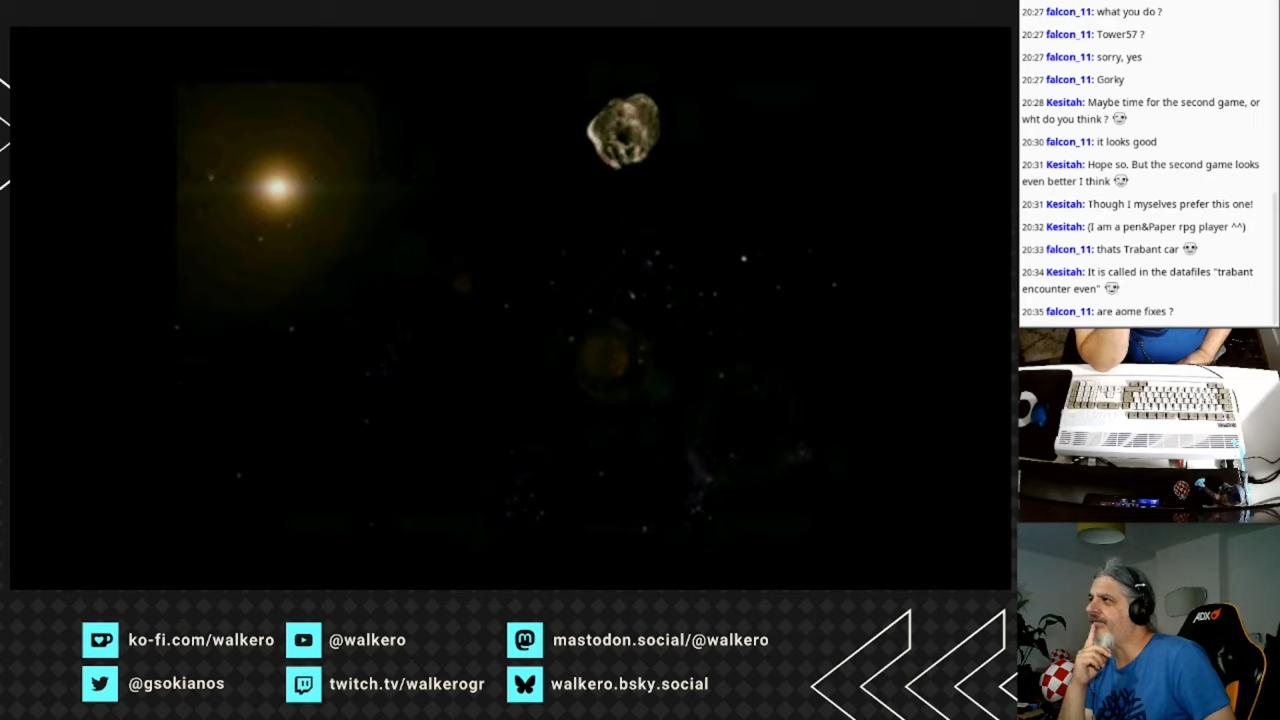 20:27 falcon_11: what you do ?
20:27 falcon_11: Tower57 ?
20:27 falcon_11: sorry, yes
20:27 falcon_11: Gorky
20:28 Kesitah: Maybe time for the second game, or
wht do you think ?
20:30 falcon_11: it looks good
20:31 Kesitah: Hope so. But the second game looks
even better I think
20:31 Kesitah: Though I myselves prefer this one!
20:32 Kesitah: (I am a pen&Paper rpg player ^^)
20:33 falcon_11: thats Trabant car
20:34 Kesitah: It is called in the datafiles "trabant
encounter even"
20:35 falcon_11: are aome fixes ?
ADX
ko-fi.com/walkero
@walkero
mastodon.social/@walkero
@gsokianos
twitch.tv/walkerogr
walkero.bsky.social